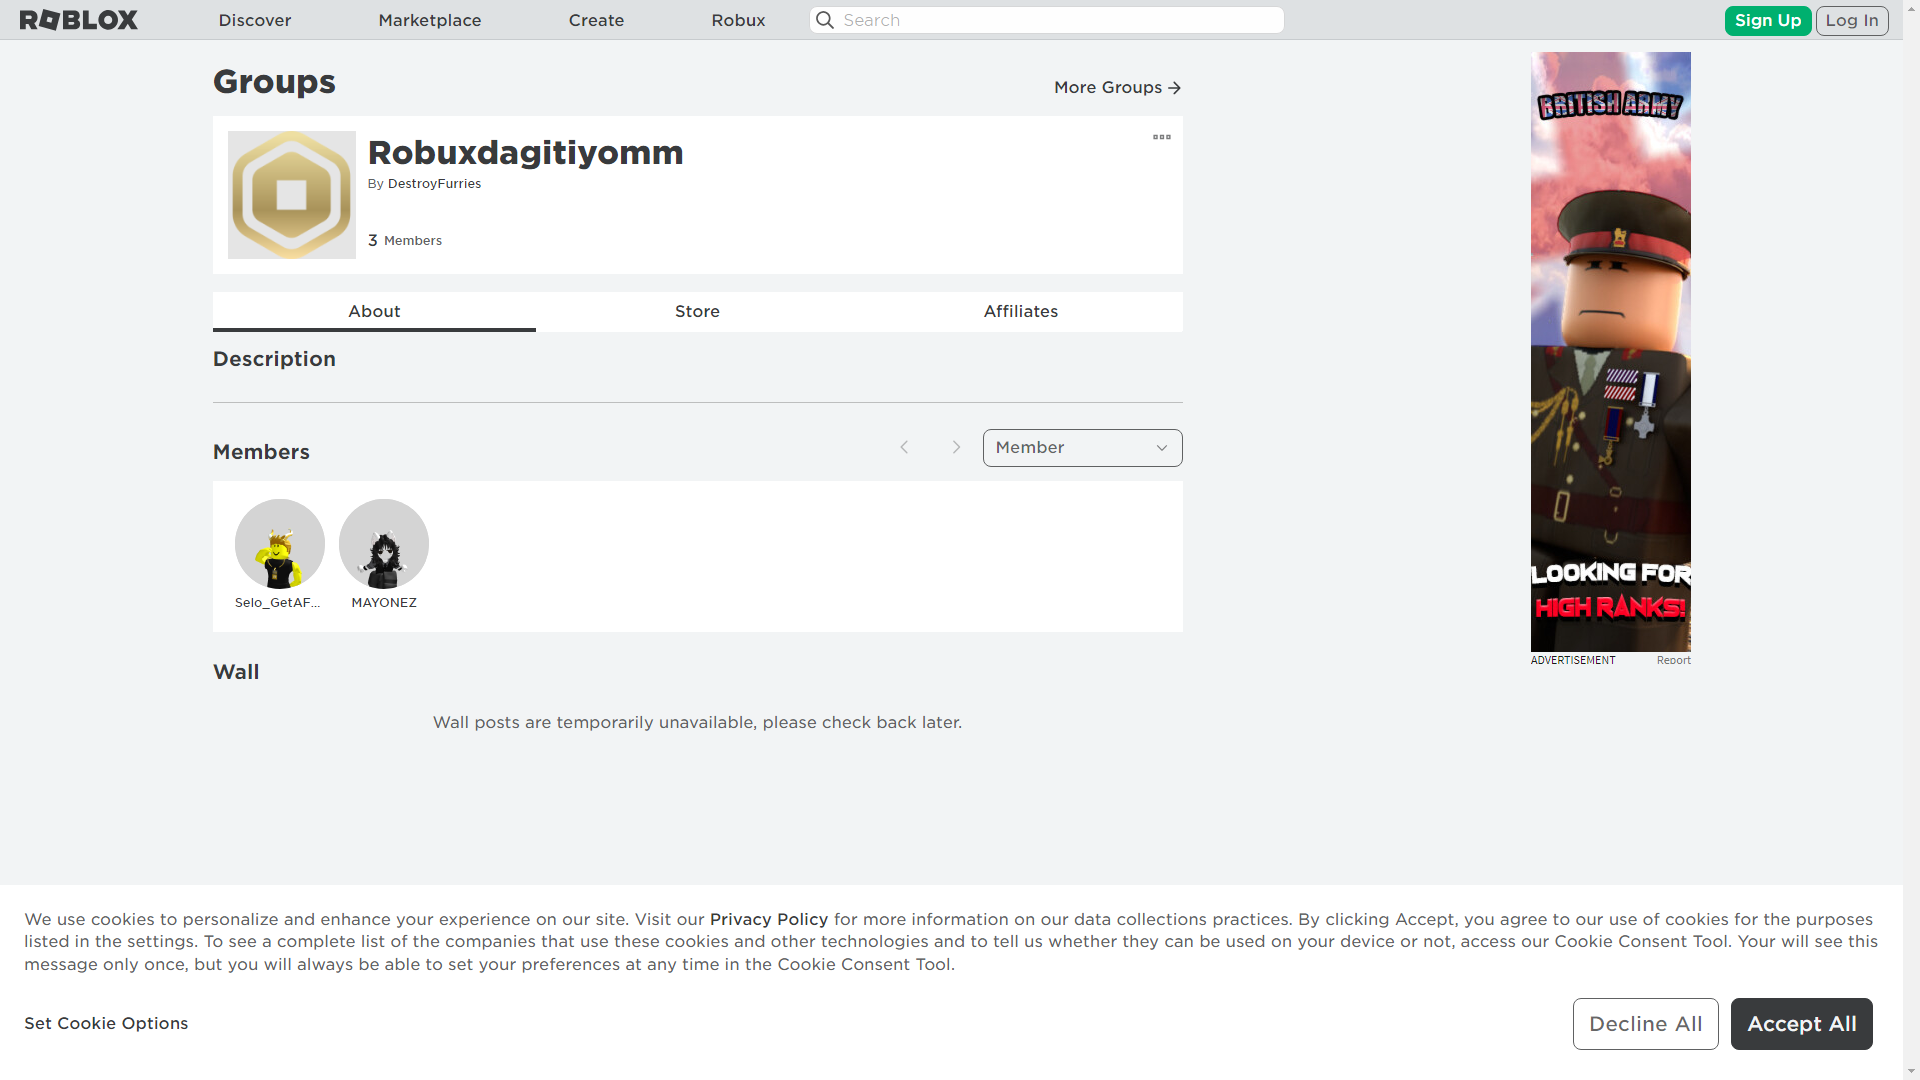 ROBLOX
Discover
Marketplace
Create
Robux
Search
Sign Up
Log In
Groups
More Groups
Robuxdagitiyomm
By DestroyFurries
3 Members
About
Store
Affiliates
Description
Members
Member
Selo_GetAF...
MAYONEZ
Wall
Wall posts are temporarily unavailable, please check back later.
BRITISH ARMY
LOOKING FOR
HIGH RANKS!
ADVERTISEMENT
Report
We use cookies to personalize and enhance your experience on our site. Visit our Privacy Policy for more information on our data collections practices. By clicking Accept, you agree to our use of cookies for the purposes
listed in the settings. To see a complete list of the companies that use these cookies and other technologies and to tell us whether they can be used on your device or not, access our Cookie Consent Tool. Your will see this
message only once, but you will always be able to set your preferences at any time in the Cookie Consent Tool.
Set Cookie Options
Decline All
Accept All